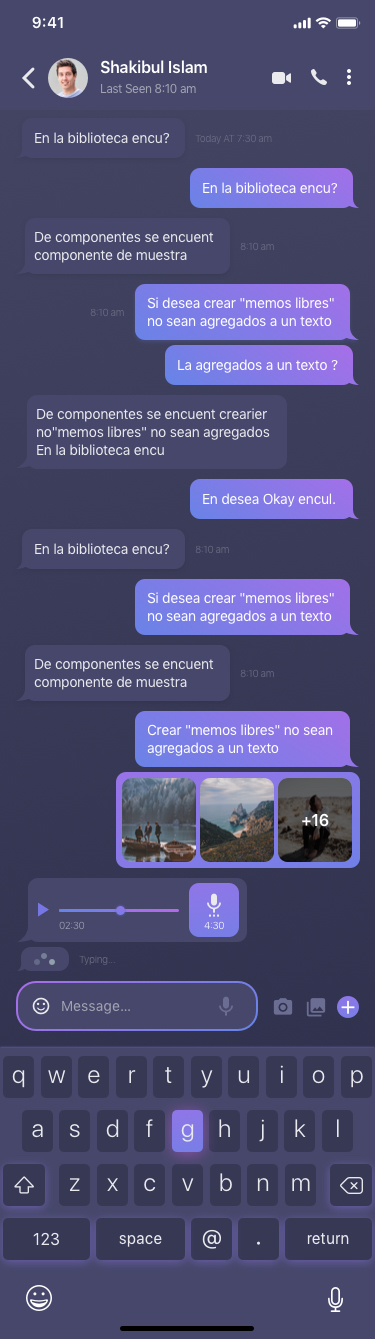 9:41
Shakibul Islam
Last Seen 8:10 am
En la biblioteca encu?
Today AT 7:30 am
En la biblioteca encu?
De componentes se encuent
componente de muestra
8:10 am
8:10 am
Si desea crear "memos libres"
no sean agregados a un texto
La agregados a un texto ?
De componentes se encuent crearier
no"memos libres" no sean agregados
En la biblioteca encu
En desea Okay encul.
En la biblioteca encu?
8:10 am
Si desea crear "memos libres"
no sean agregados a un texto
De componentes se encuent
componente de muestra
8:10 am
Crear "memos libres" no sean
agregados a un texto
+16
02:30
4:30
Typing...
Message...
q w e r t y u i o p
a s d f g h j k l
z x c v b n m
123 space @ . return